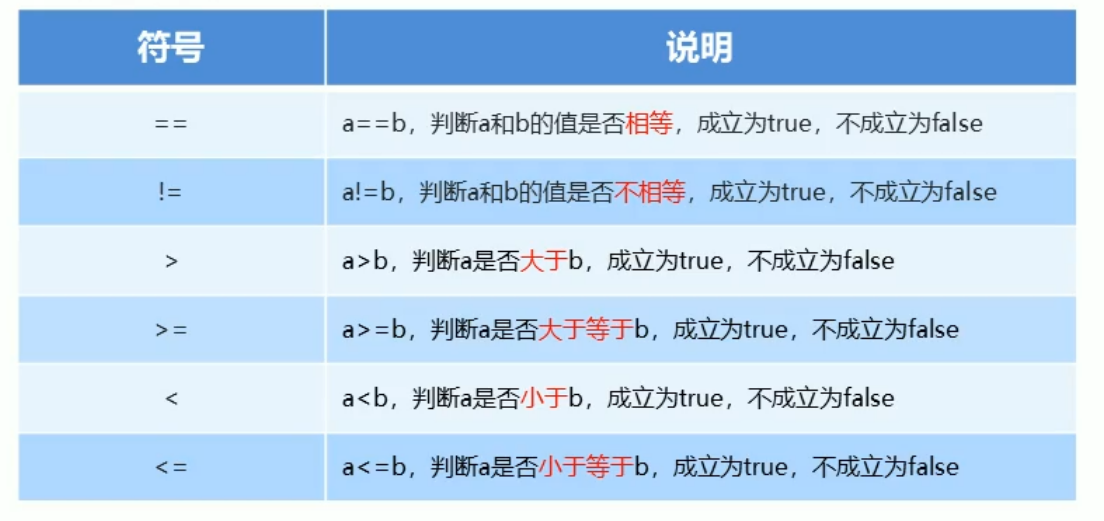 符号 说明
== a==b，判断a和b的值是否相等，成立为true，不成立为false
!= a!=b，判断a和b的值是否不相等，成立为true，不成立为false
> a>b，判断a是否大于b，成立为true，不成立为false
>= a>=b，判断a是否大于等于b，成立为true，不成立为false
< a<b，判断a是否小于b，成立为true，不成立为false
<= a<=b，判断a是否小于等于b，成立为true，不成立为false